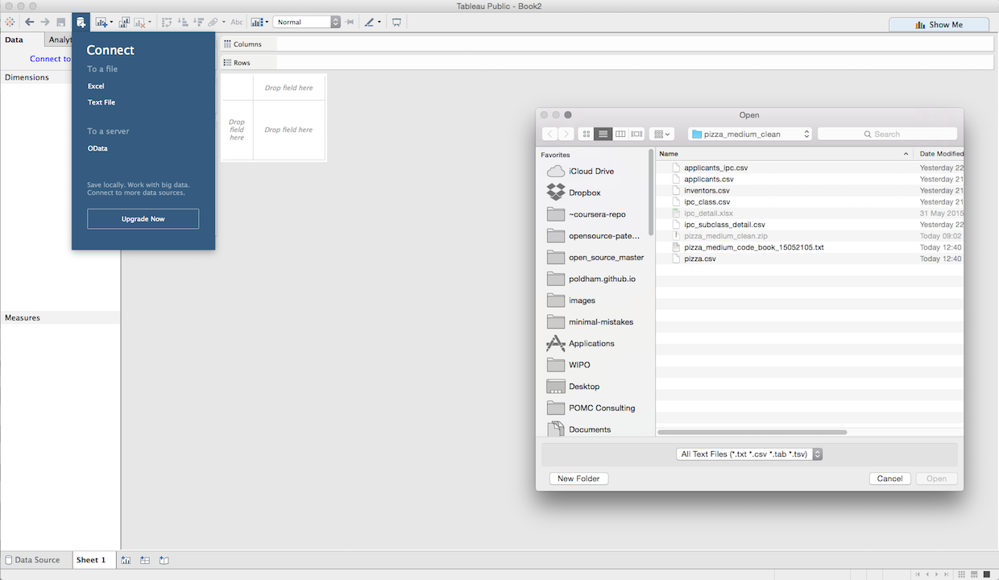 Tableau Public - Book2
Abc
Normal
Show Me
Data
Analyt
Connect to
Dimensions
Measures
Connect
To a file
Excel
Text File
To a server
OData
Save locally. Work with big data.
Connect to more data sources.
Upgrade Now
Columns
Rows
Drop field here
Drop
field
here
Drop field here
Open
pizza_medium_clean
Search
Favorites
iCloud Drive
Dropbox
~coursera-repo
opensource-pate...
open_source_master
poldham.github.io
images
minimal-mistakes
Applications
WIPO
Desktop
POMC Consulting
Documents
Name Date Modified
applicants_ipc.csv Yesterday 22
applicants.csv Yesterday 21
inventors.csv Yesterday 21
ipc_class.csv Yesterday 21
ipc_detail.xlsx 31 May 2015
ipc_subclass_detail.csv Yesterday 22
pizza_medium_clean.zip Today 09:02
pizza_medium_code_book_15052105.txt Today 12:40
pizza.csv Today 12:40
All Text Files (*.txt *.csv *.tab *.tsv)
New Folder
Cancel
Open
Data Source
Sheet 1